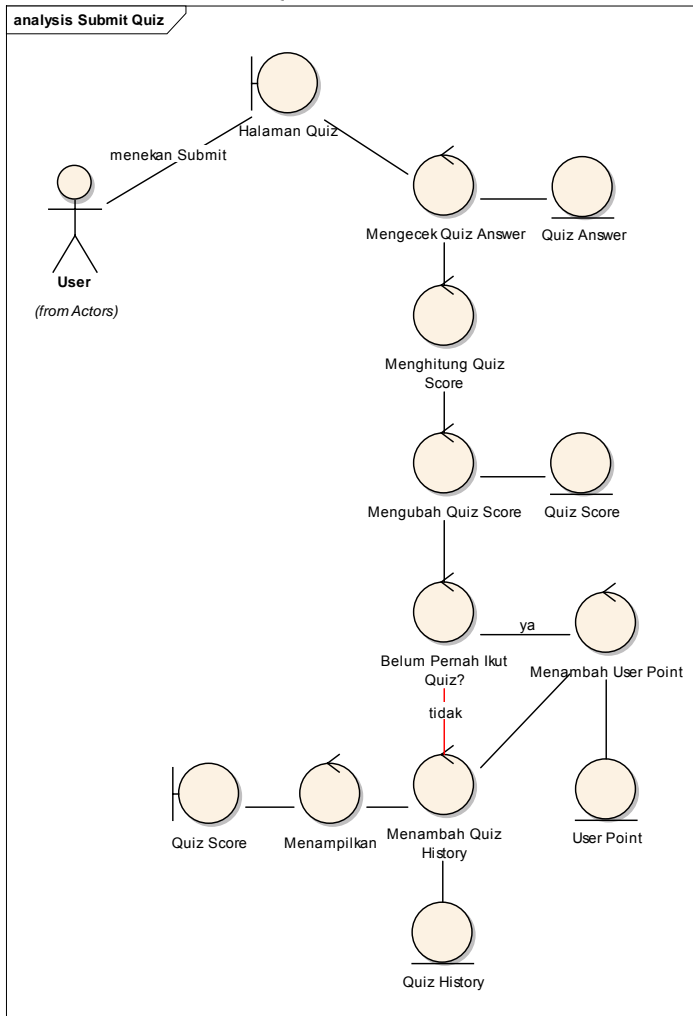 analysis Submit Quiz
Halaman Quiz
menekan Submit
User
(from Actors)
Mengecek Quiz Answer
Quiz Answer
Menghitung Quiz
Score
Mengubah Quiz Score
Quiz Score
Belum Pernah Ikut
Quiz?
ya
Menambah User Point
tidak
Quiz Score
Menampilkan
Menambah Quiz
History
User Point
Quiz History